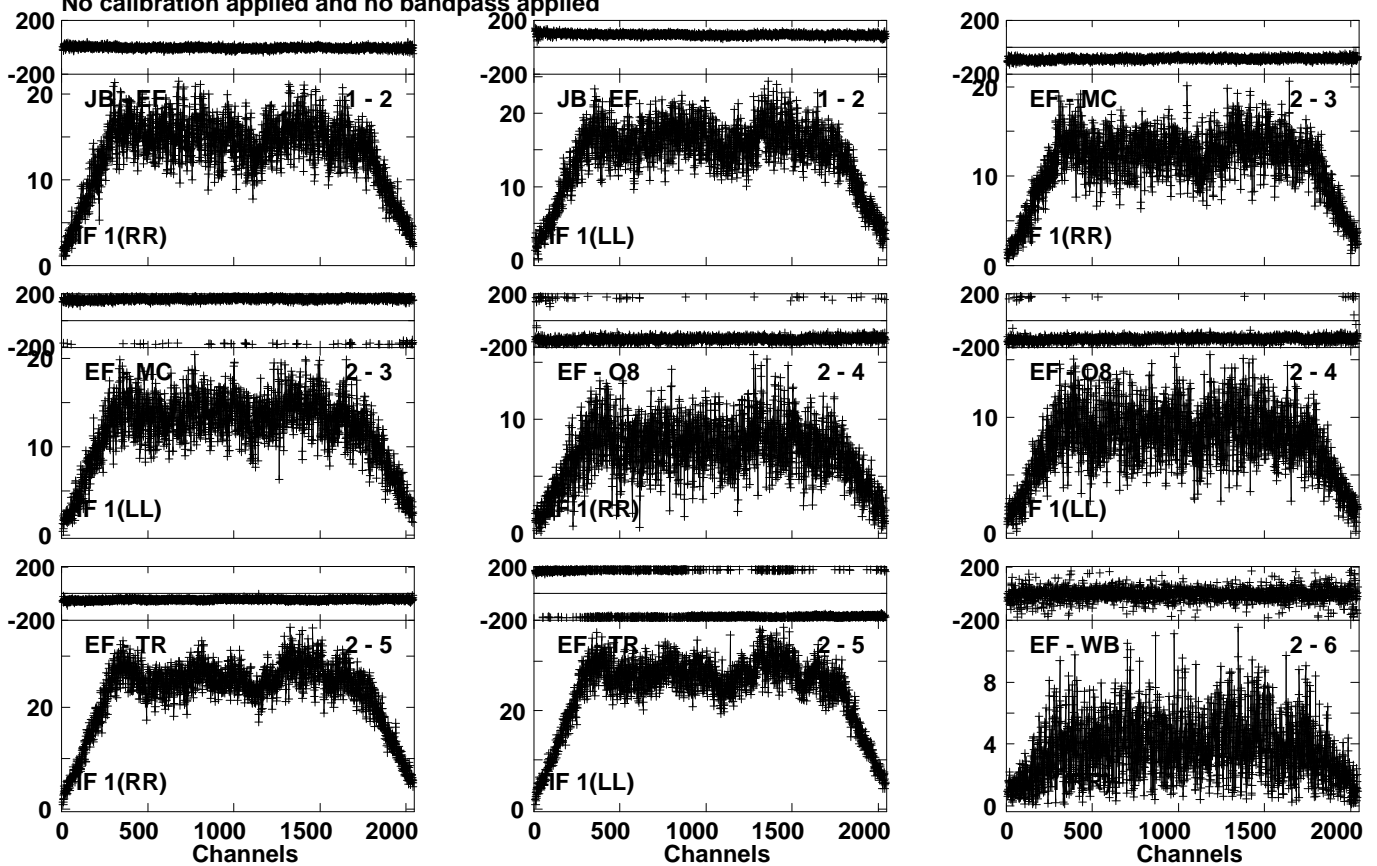 No calibration applied and no bandpass applied
200 200 200
-200 -200 -200
20 JB - EF 1 - 2 20 JB - EF 1 - 2 20 EF - MC 2 - 3
10 10 10
IF 1(RR) IF 1(LL) IF 1(RR)
0 0 0
200 200 200
-200 -200 -200
20 EF - MC 2 - 3 EF - O8 2 - 4 EF - O8 2 - 4
10 10 10
IF 1(LL) IF 1(RR) IF 1(LL)
0 0 0
200 200 200
-200 -200 -200
EF - TR 2 - 5 EF - TR 2 - 5 EF - WB 2 - 6
20 20 8
4
IF 1(RR) IF 1(LL)
0 0 0
0 500 1000 1500 2000 0 500 1000 1500 2000 0 500 1000 1500 2000
Channels Channels Channels